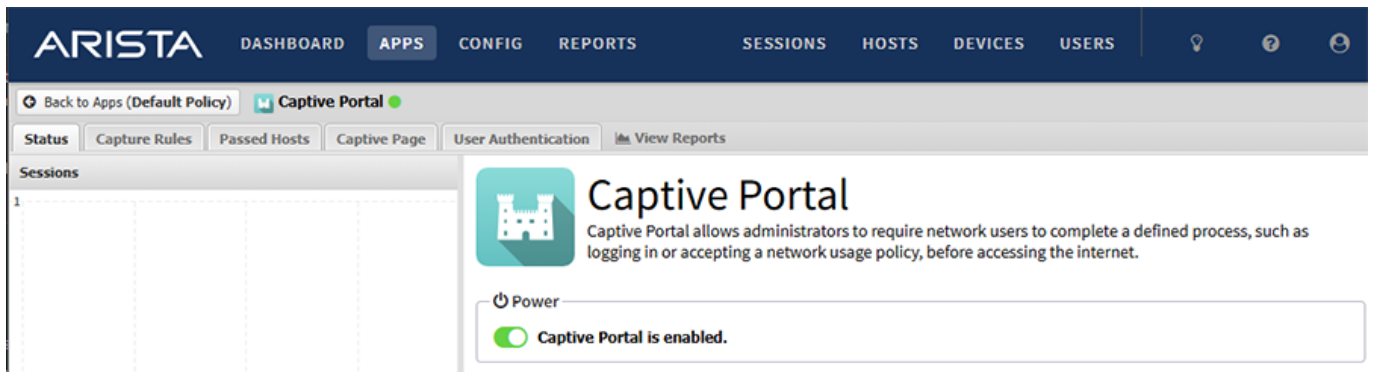 ARISTA DASHBOARD APPS CONFIG REPORTS SESSIONS HOSTS DEVICES USERS
Back to Apps (Default Policy) Captive Portal
Status Capture Rules Passed Hosts Captive Page User Authentication View Reports
Sessions
1
Captive Portal
Captive Portal allows administrators to require network users to complete a defined process, such as
logging in or accepting a network usage policy, before accessing the internet.
Power
Captive Portal is enabled.